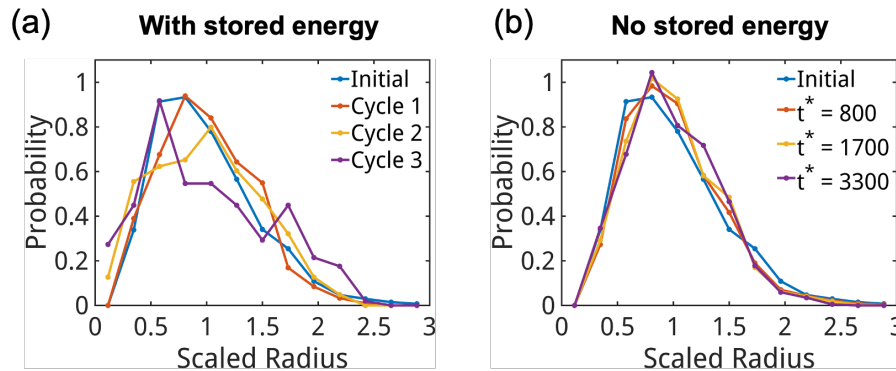 (a)
With stored energy
Probability
1
0.8
0.6
0.4
0.2
0
0
0.5
1
1.5
2
2.5
3
Scaled Radius
Initial
Cycle 1
Cycle 2
Cycle 3
(b)
No stored energy
Probability
1
0.8
0.6
0.4
0.2
0
0
0.5
1
1.5
2
2.5
3
Scaled Radius
Initial
t* = 800
t* = 1700
t* = 3300